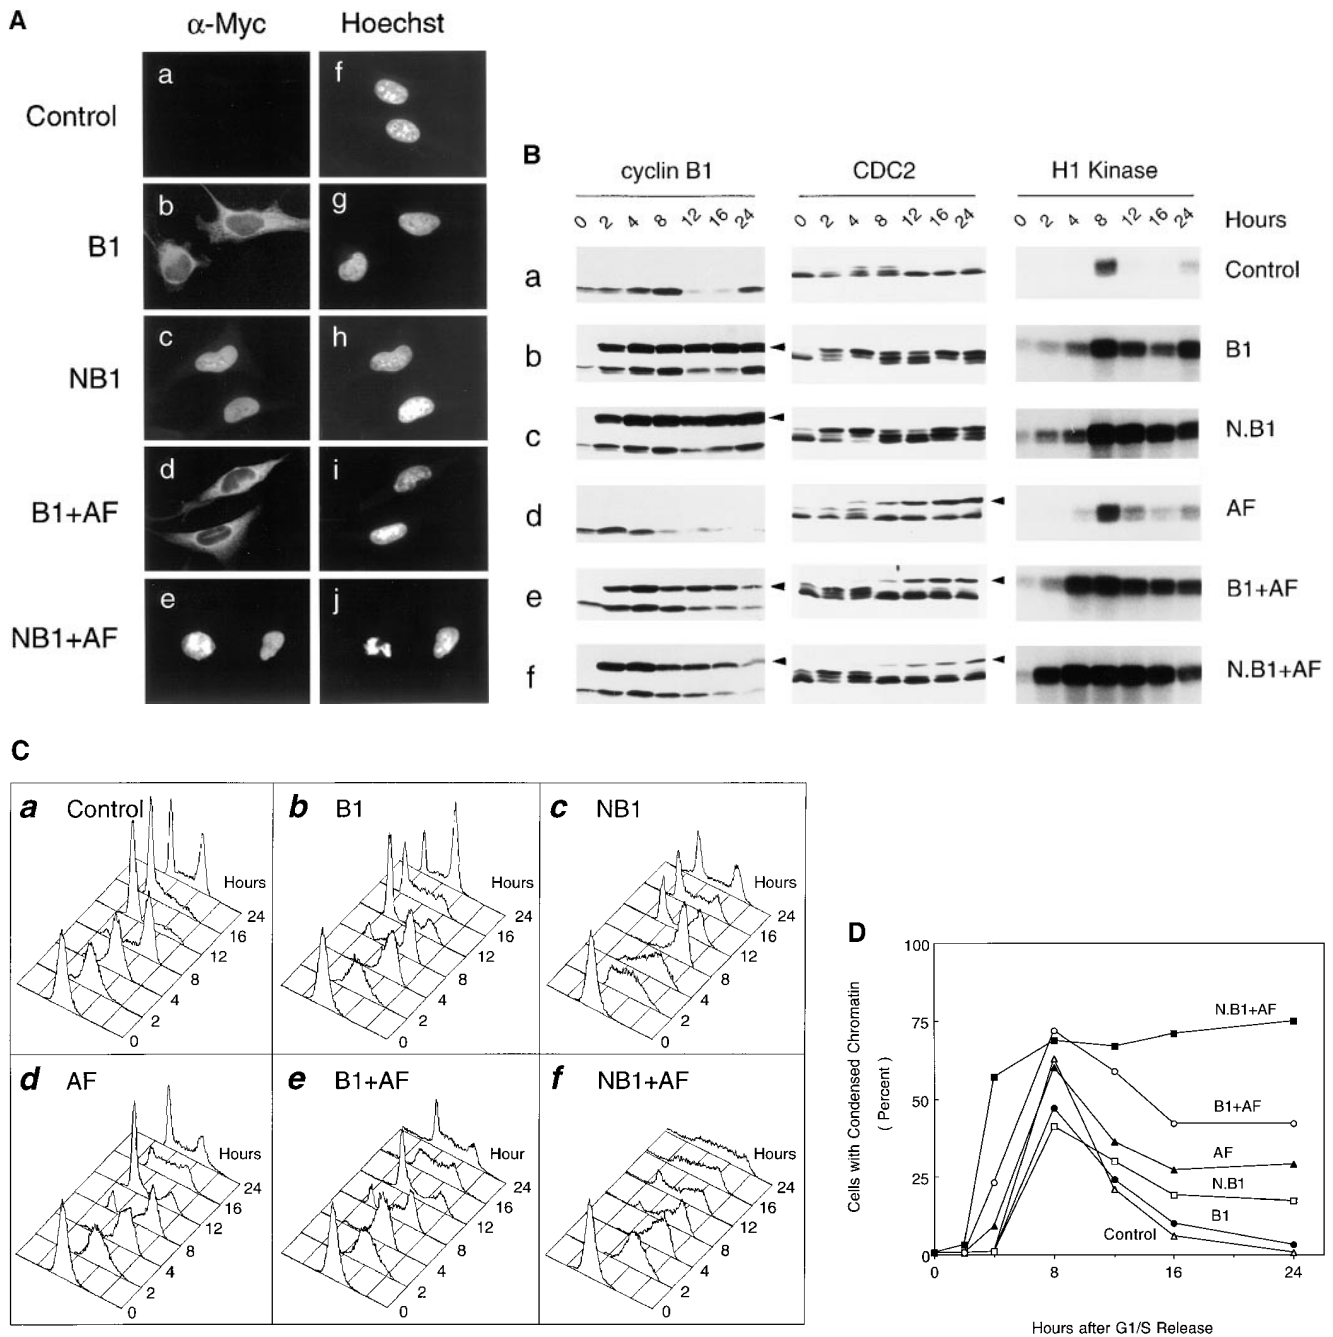 A
α-Myc Hoechst
a f
Control
b g
B1
c h
NB1
d i
B1+AF
e j
NB1+AF
B
cyclin B1 CDC2 H1 Kinase
0 2 4 8 12 16 24 0 2 4 8 12 16 24 0 2 4 8 12 16 24 Hours
a Control
b B1
c N.B1
d AF
e B1+AF
f N.B1+AF
C
a Control
Hours
24
16
12
8
4
2
0
b B1
Hours
24
16
12
8
4
2
0
c NB1
Hours
24
16
12
8
4
2
0
d AF
Hours
24
16
12
8
4
2
0
e B1+AF
Hour
24
16
12
8
4
2
0
f NB1+AF
Hours
24
16
12
8
4
2
0
D
Cells with Condensed Chromatin
( Percent )
100
75
50
25
0
N.B1+AF
B1+AF
AF
N.B1
B1
Control
0 8 16 24
Hours after G1/S Release